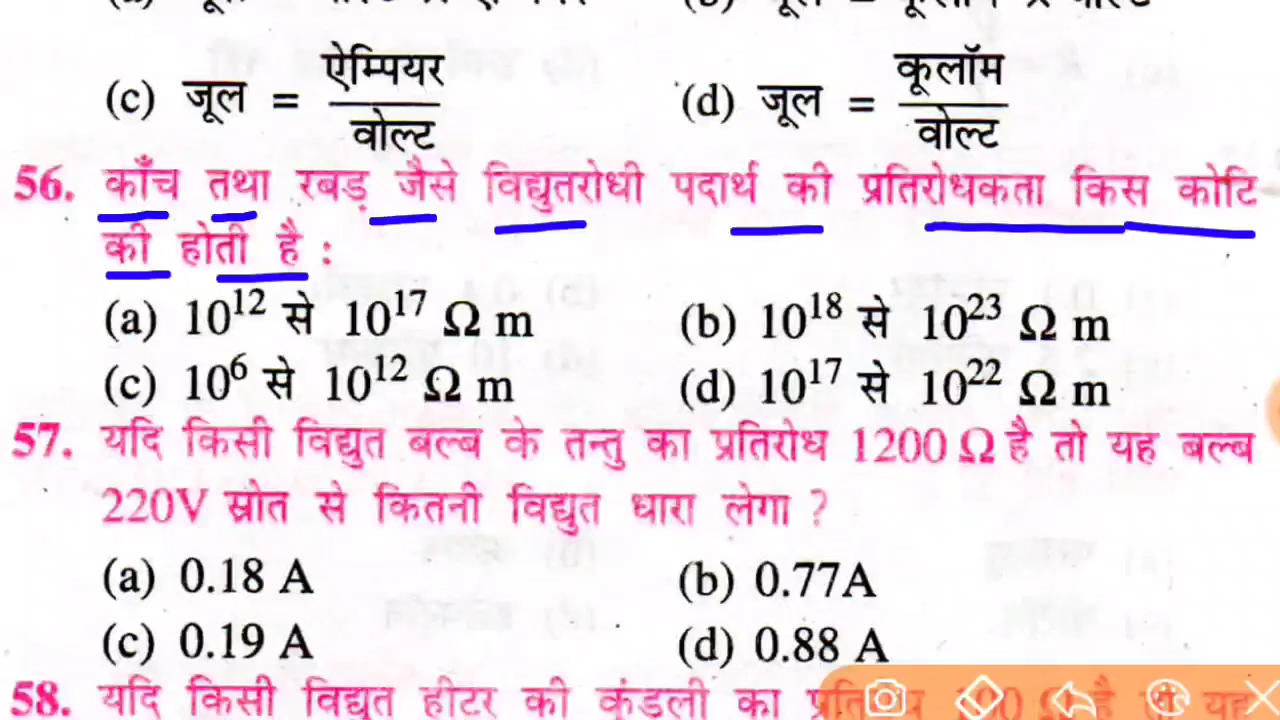 (c) जूल = ऐम्पियर / वोल्ट (d) जूल = कूलॉम / वोल्ट
56. काँच तथा रबड़ जैसे विद्युतरोधी पदार्थ की प्रतिरोधकता किस कोटि
की होती है :
(a) 10¹² से 10¹⁷ Ω m (b) 10¹⁸ से 10²³ Ω m
(c) 10⁶ से 10¹² Ω m (d) 10¹⁷ से 10²² Ω m
57. यदि किसी विद्युत बल्ब के तन्तु का प्रतिरोध 1200 Ω है तो यह बल्ब
220V स्रोत से कितनी विद्युत धारा लेगा ?
(a) 0.18 A (b) 0.77A
(c) 0.19 A (d) 0.88 A
58. यदि किसी विद्युत हीटर की कुंडली का